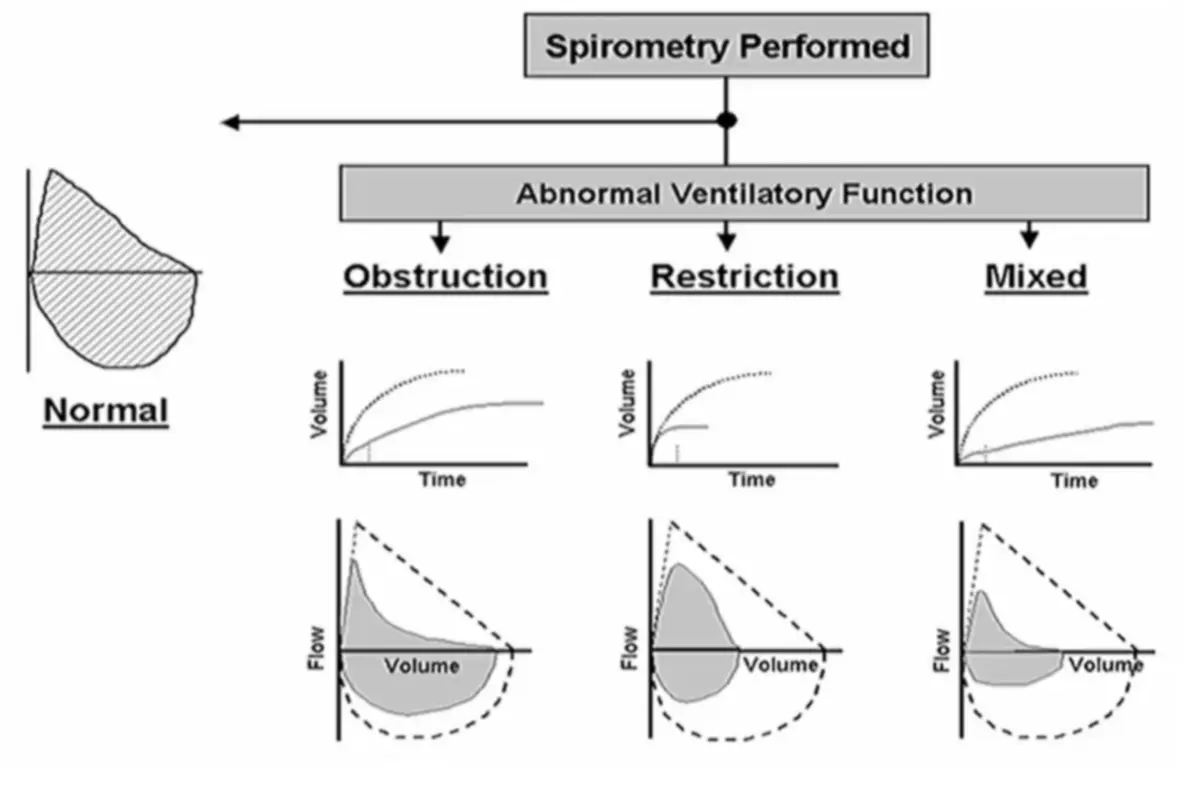 Spirometry Performed
Abnormal Ventilatory Function
Obstruction
Restriction
Mixed
Normal
Volume
Time
Volume
Time
Volume
Time
Flow
Volume
Flow
Volume
Flow
Volume